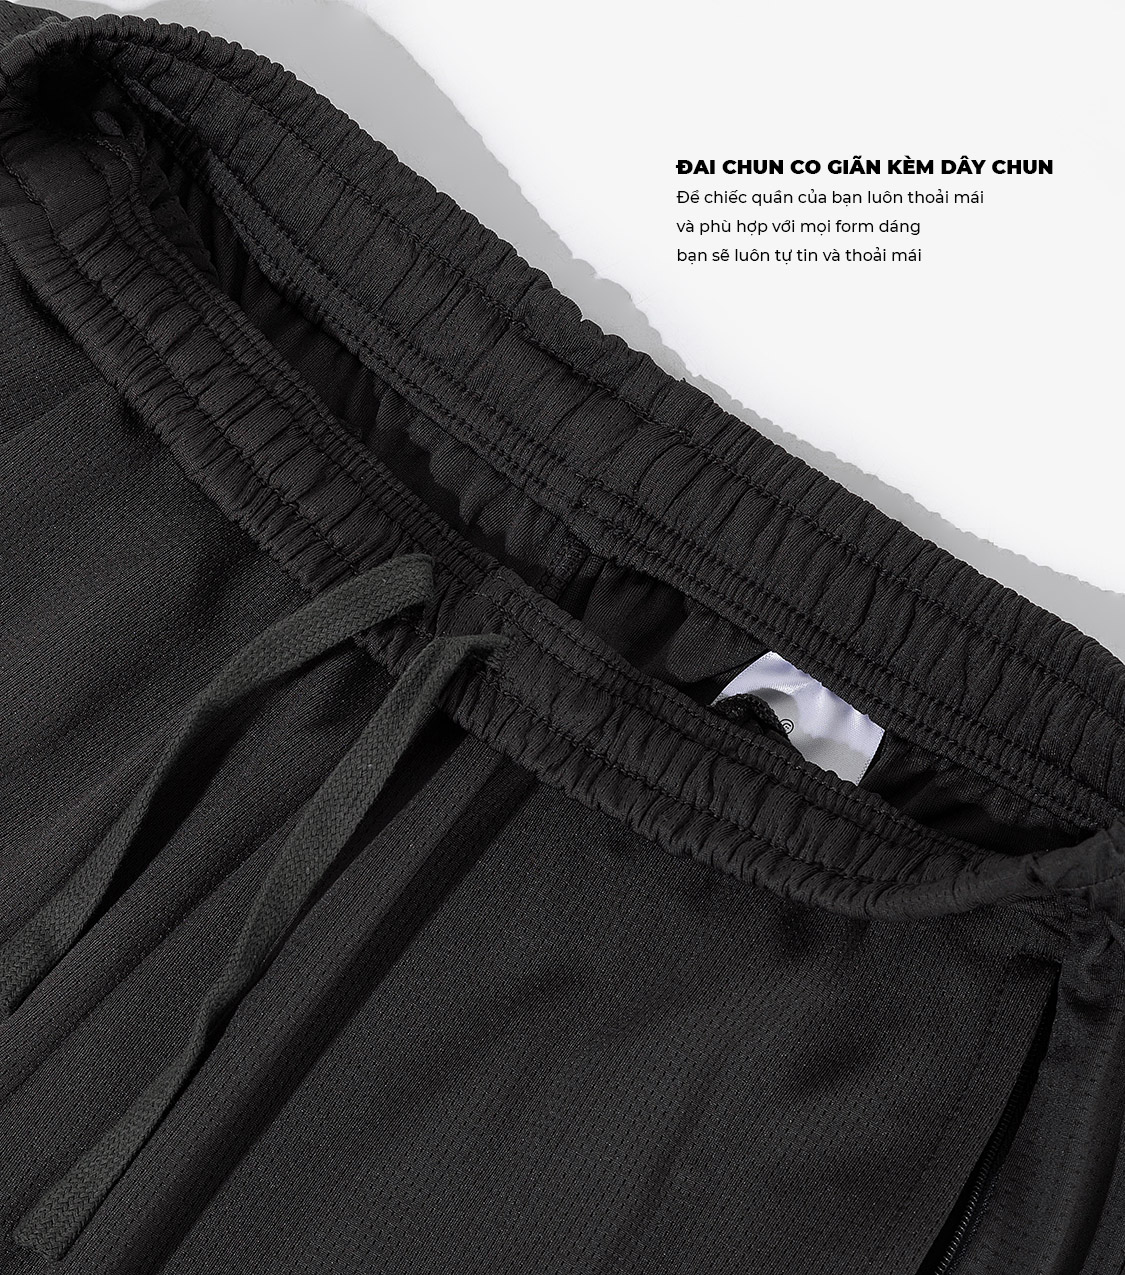 ĐAI CHUN CO GIÃN KÈM DÂY CHUN
Để chiếc quần của bạn luôn thoải mái
và phù hợp với mọi form dáng
bạn sẽ luôn tự tin và thoải mái